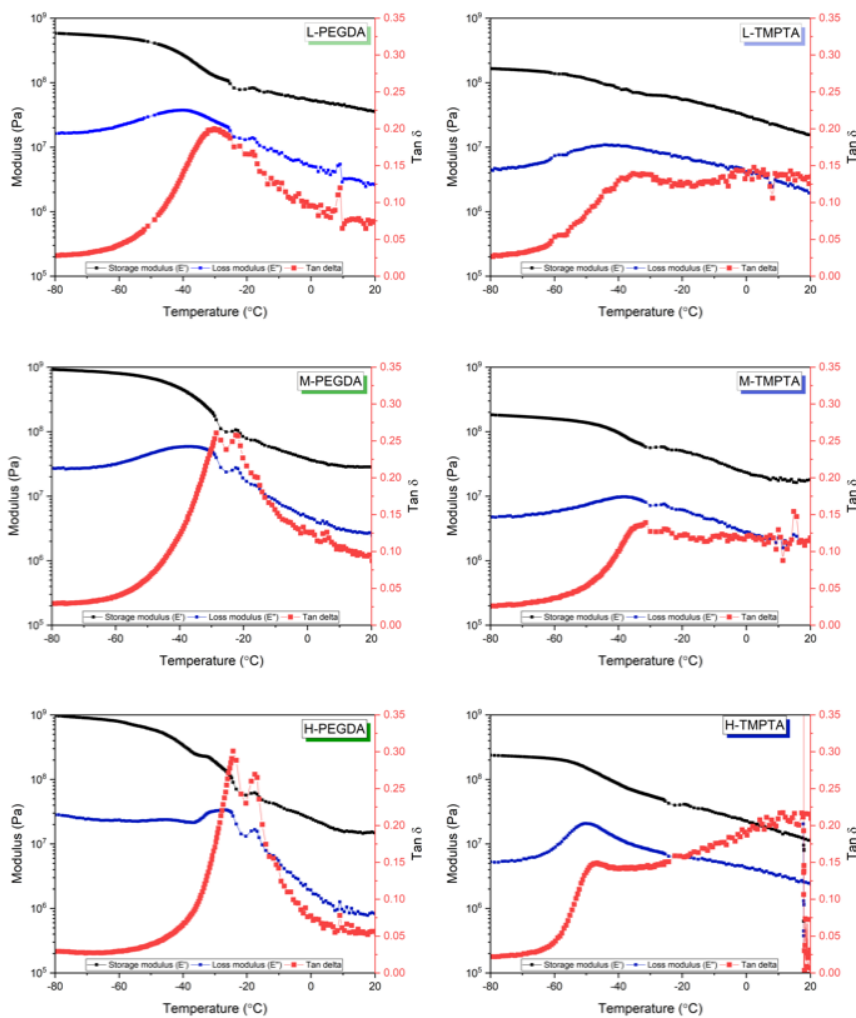 L-PEGDA
10⁹
10⁸
10⁷
10⁶
10⁵
Modulus (Pa)
0.35
0.30
0.25
0.20
0.15
0.10
0.05
0.00
Tan δ
Storage modulus (E') Loss modulus (E'') Tan delta
-80 -60 -40 -20 0 20
Temperature (°C)
L-TMPTA
10⁹
10⁸
10⁷
10⁶
10⁵
Modulus (Pa)
0.35
0.30
0.25
0.20
0.15
0.10
0.05
0.00
Tan δ
Storage modulus (E') Loss modulus (E'') Tan delta
-80 -60 -40 -20 0 20
Temperature (°C)
M-PEGDA
10⁹
10⁸
10⁷
10⁶
10⁵
Modulus (Pa)
0.35
0.30
0.25
0.20
0.15
0.10
0.05
0.00
Tan δ
Storage modulus (E') Loss modulus (E'') Tan delta
-80 -60 -40 -20 0 20
Temperature (°C)
M-TMPTA
10⁹
10⁸
10⁷
10⁶
10⁵
Modulus (Pa)
0.35
0.30
0.25
0.20
0.15
0.10
0.05
0.00
Tan δ
Storage modulus (E') Loss modulus (E'') Tan delta
-80 -60 -40 -20 0 20
Temperature (°C)
H-PEGDA
10⁹
10⁸
10⁷
10⁶
10⁵
Modulus (Pa)
0.35
0.30
0.25
0.20
0.15
0.10
0.05
0.00
Tan δ
Storage modulus (E') Loss modulus (E'') Tan delta
-80 -60 -40 -20 0 20
Temperature (°C)
H-TMPTA
10⁹
10⁸
10⁷
10⁶
10⁵
Modulus (Pa)
0.35
0.30
0.25
0.20
0.15
0.10
0.05
0.00
Tan δ
Storage modulus (E') Loss modulus (E'') Tan delta
-80 -60 -40 -20 0 20
Temperature (°C)